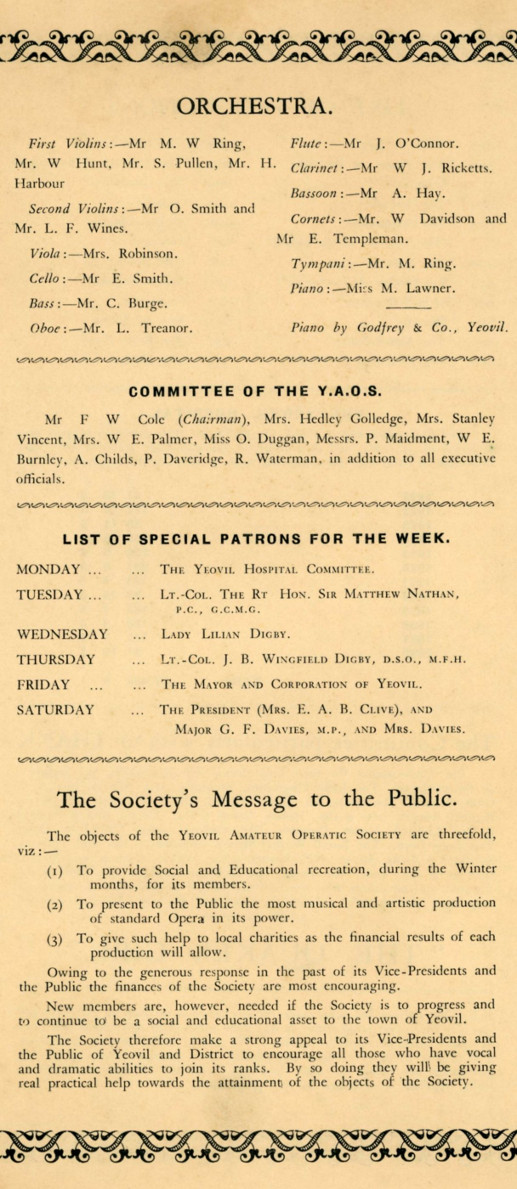 ORCHESTRA.
First Violins :—Mr M. W Ring,
Mr. W Hunt, Mr. S. Pullen, Mr. H.
Harbour
Second Violins :—Mr O. Smith and
Mr. L. F. Wines.
Viola :—Mrs. Robinson.
Cello :—Mr E. Smith.
Bass :—Mr. C. Burge.
Oboe :—Mr. L. Treanor.
Flute :—Mr J. O'Connor.
Clarinet :—Mr W J. Ricketts.
Bassoon :—Mr A. Hay.
Cornets :—Mr. W Davidson and
Mr E. Templeman.
Tympani :—Mr. M. Ring.
Piano :—Miss M. Lawner.
Piano by Godfrey & Co., Yeovil.
COMMITTEE OF THE Y.A.O.S.
Mr F W Cole (Chairman), Mrs. Hedley Golledge, Mrs. Stanley
Vincent, Mrs. W E. Palmer, Miss O. Duggan, Messrs. P. Maidment, W E.
Burnley, A. Childs, P. Daveridge, R. Waterman, in addition to all executive
officials.
LIST OF SPECIAL PATRONS FOR THE WEEK.
MONDAY ... ... The Yeovil Hospital Committee.
TUESDAY ... ... Lt.-Col. The Rt Hon. Sir Matthew Nathan,
P.C., G.C.M.G.
WEDNESDAY ... Lady Lilian Digby.
THURSDAY ... Lt.-Col. J. B. Wingfield Digby, D.S.O., M.F.H.
FRIDAY ... ... The Mayor and Corporation of Yeovil.
SATURDAY ... The President (Mrs. E. A. B. Clive), and
Major G. F. Davies, M.P., and Mrs. Davies.
The Society's Message to the Public.
The objects of the Yeovil Amateur Operatic Society are threefold,
viz :—
(1) To provide Social and Educational recreation, during the Winter
months, for its members.
(2) To present to the Public the most musical and artistic production
of standard Opera in its power.
(3) To give such help to local charities as the financial results of each
production will allow.
Owing to the generous response in the past of its Vice-Presidents and
the Public the finances of the Society are most encouraging.
New members are, however, needed if the Society is to progress and
to continue to be a social and educational asset to the town of Yeovil.
The Society therefore make a strong appeal to its Vice-Presidents and
the Public of Yeovil and District to encourage all those who have vocal
and dramatic abilities to join its ranks. By so doing they will be giving
real practical help towards the attainment of the objects of the Society.